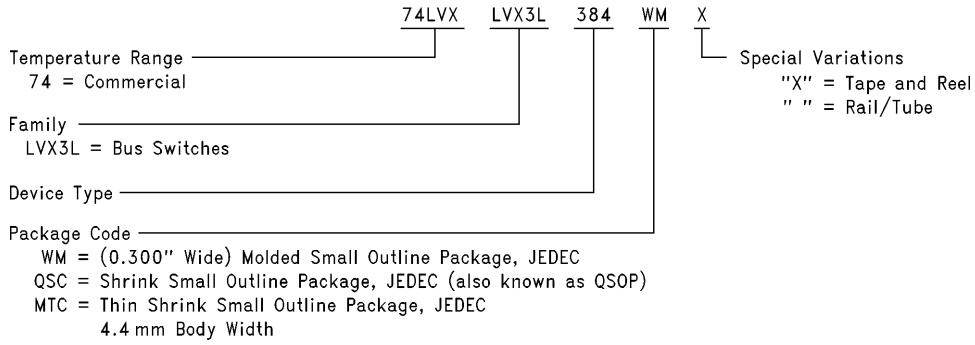 74LVX LVX3L 384 WM X
Temperature Range
74 = Commercial
Special Variations
"X" = Tape and Reel
" " = Rail/Tube
Family
LVX3L = Bus Switches
Device Type
Package Code
WM = (0.300" Wide) Molded Small Outline Package, JEDEC
QSC = Shrink Small Outline Package, JEDEC (also known as QSOP)
MTC = Thin Shrink Small Outline Package, JEDEC
4.4 mm Body Width